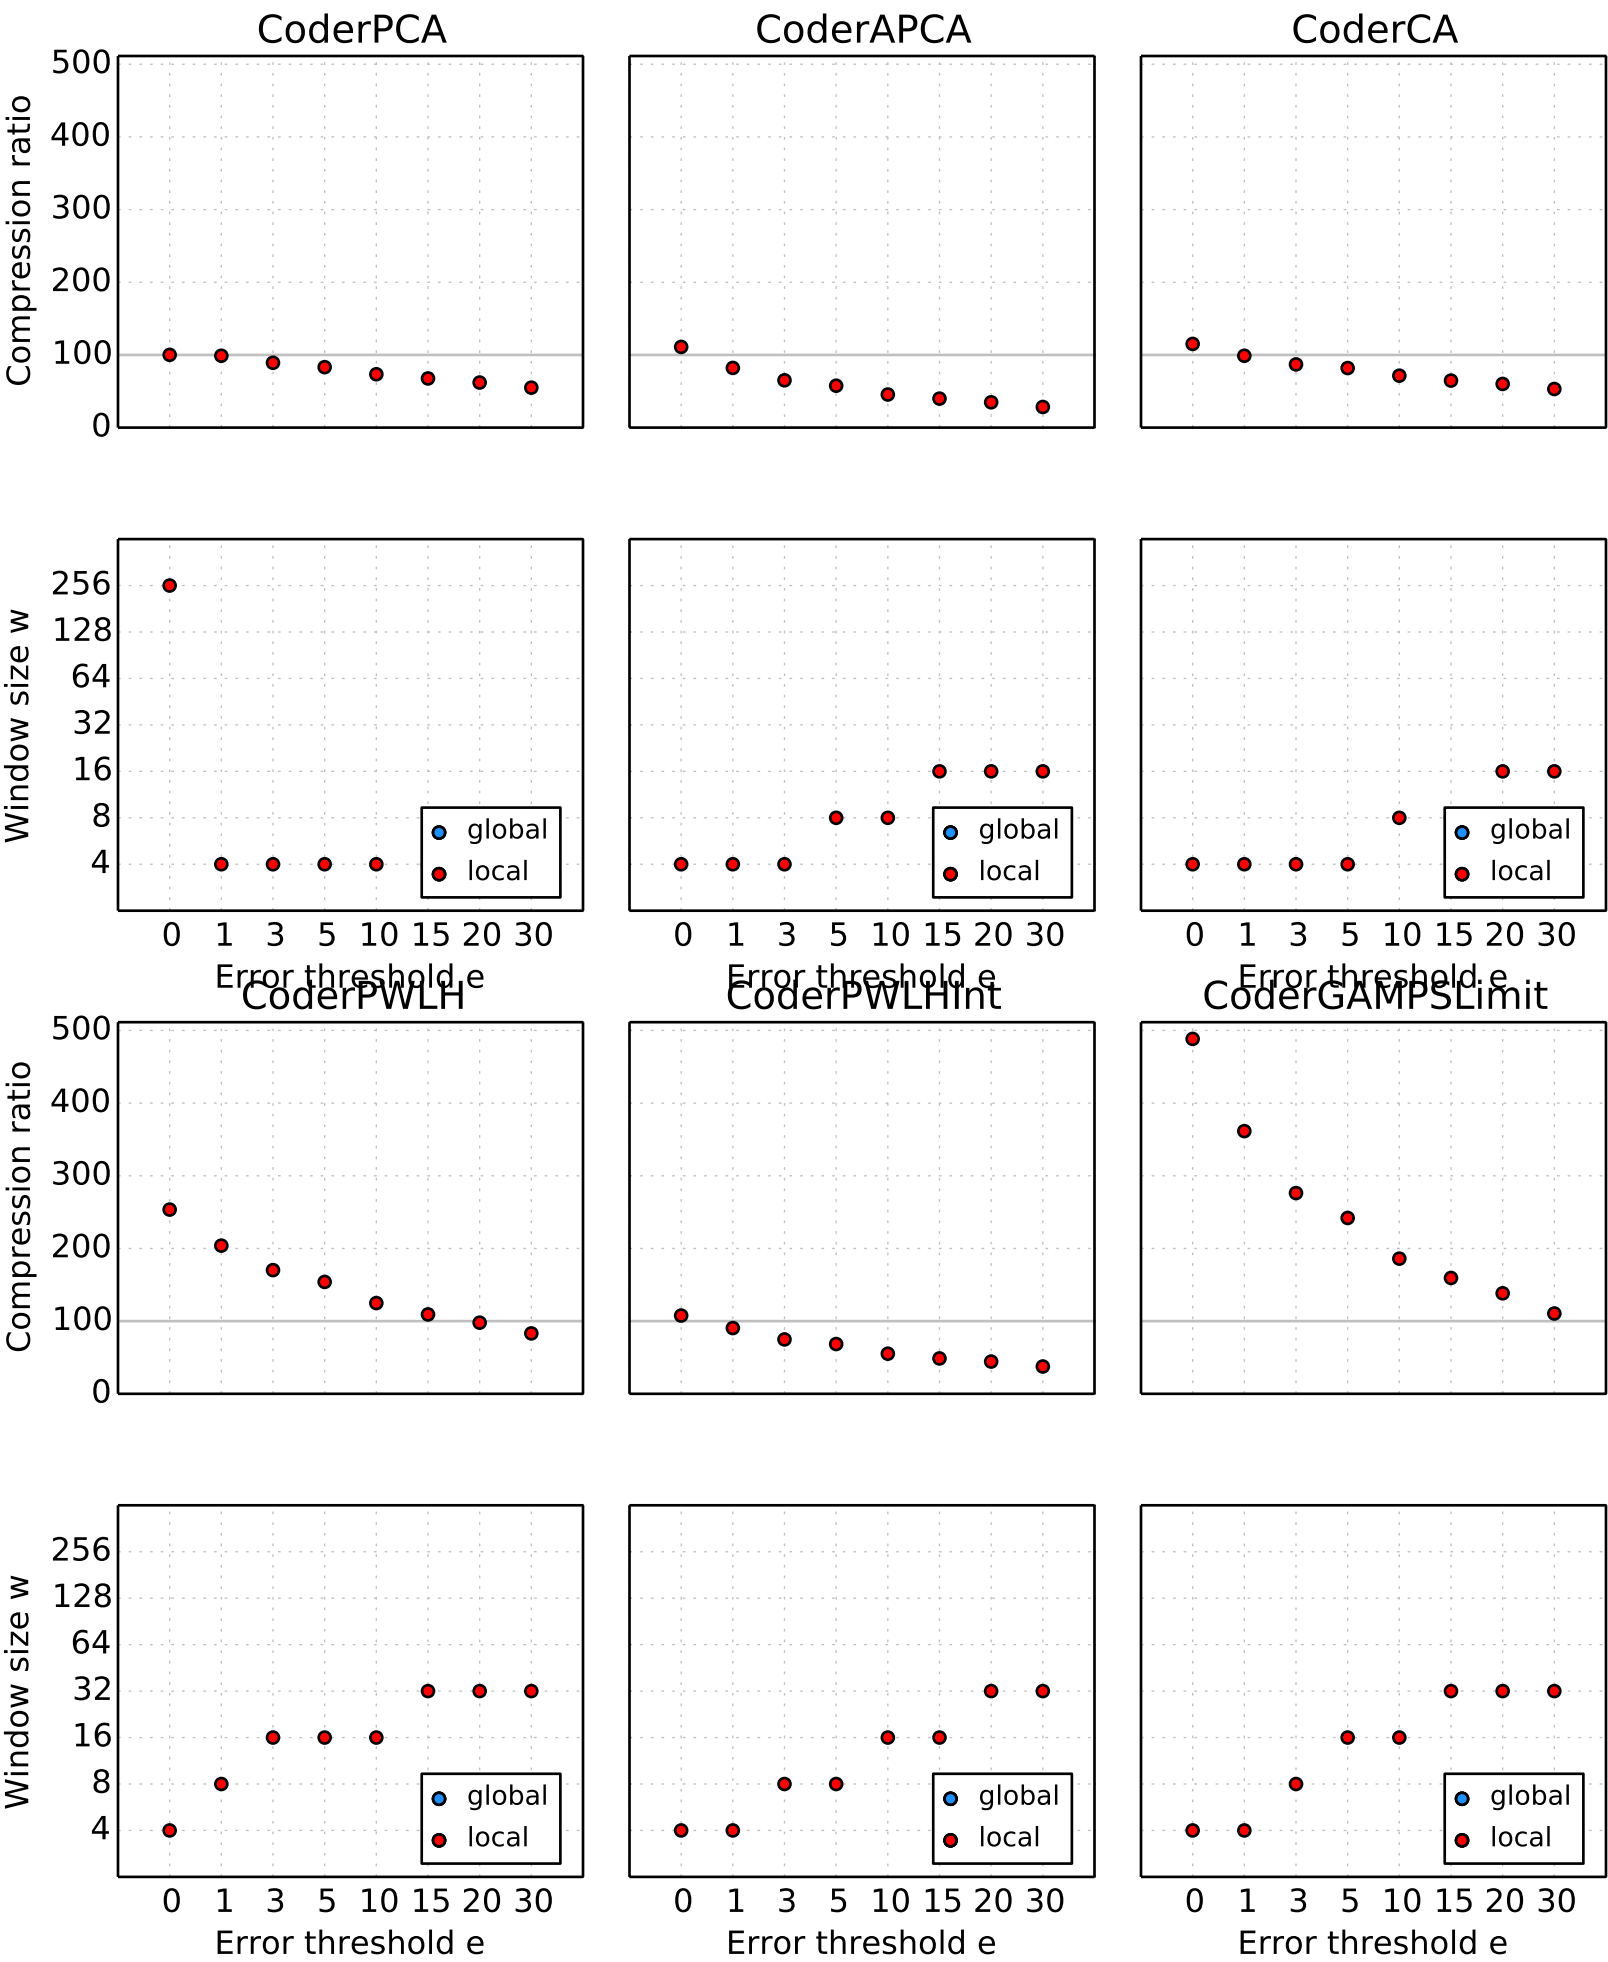 CoderPCA CoderAPCA CoderCA
Compression ratio
500
400
300
200
100
0
Window size w
256
128
64
32
16
8
4
global
local
global
local
global
local
0 1 3 5 10 15 20 30
0 1 3 5 10 15 20 30
0 1 3 5 10 15 20 30
Error threshold e Error threshold e Error threshold e
CoderPWLH CoderPWLHInt CoderGAMPSLimit
Compression ratio
500
400
300
200
100
0
Window size w
256
128
64
32
16
8
4
global
local
global
local
global
local
0 1 3 5 10 15 20 30
0 1 3 5 10 15 20 30
0 1 3 5 10 15 20 30
Error threshold e Error threshold e Error threshold e